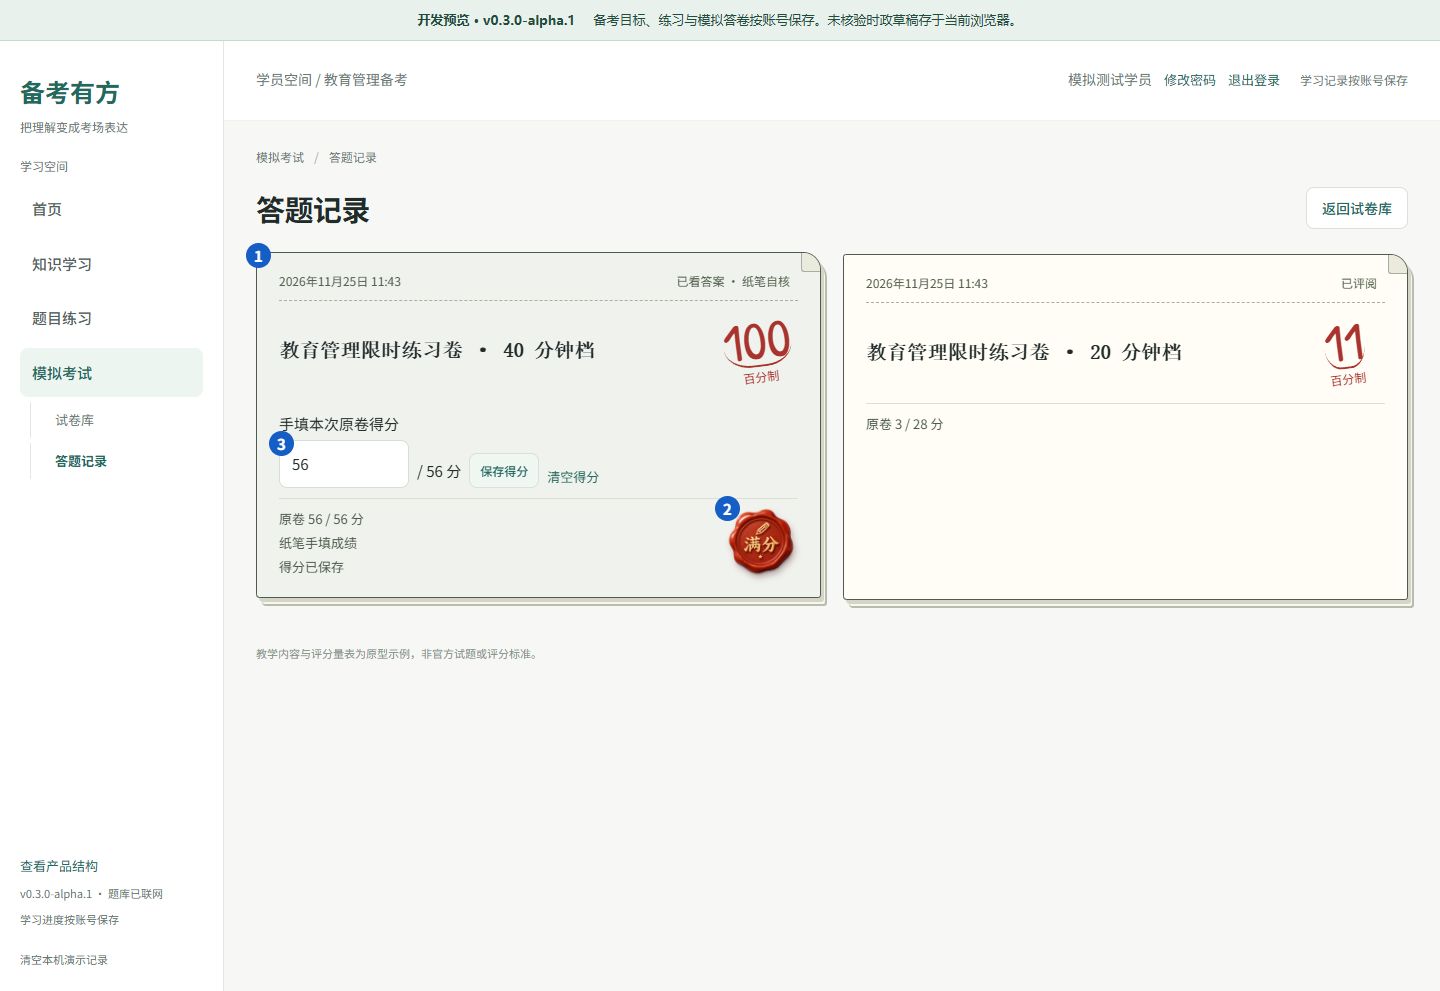 开发预览 • v0.3.0-alpha.1 备考目标、练习与模拟答卷按账号保存。未核验时政草稿存于当前浏览器。
备考有方
把理解变成考场表达
学习空间
首页
知识学习
题目练习
模拟考试
试卷库
答题记录
查看产品结构
v0.3.0-alpha.1 · 题库已联网
学习进度按账号保存
清空本机演示记录
学员空间 / 教育管理备考
模拟测试学员 修改密码 退出登录 学习记录按账号保存
模拟考试 / 答题记录
答题记录
返回试卷库
1
2026年11月25日 11:43 已看答案 · 纸笔自核
教育管理限时练习卷 · 40 分钟档
100
百分制
手填本次原卷得分
3
56 / 56 分 保存得分 清空得分
原卷 56 / 56 分
纸笔手填成绩
得分已保存
2
满分
2026年11月25日 11:43 已评阅
教育管理限时练习卷 · 20 分钟档
11
百分制
原卷 3 / 28 分
教学内容与评分量表为原型示例，非官方试题或评分标准。